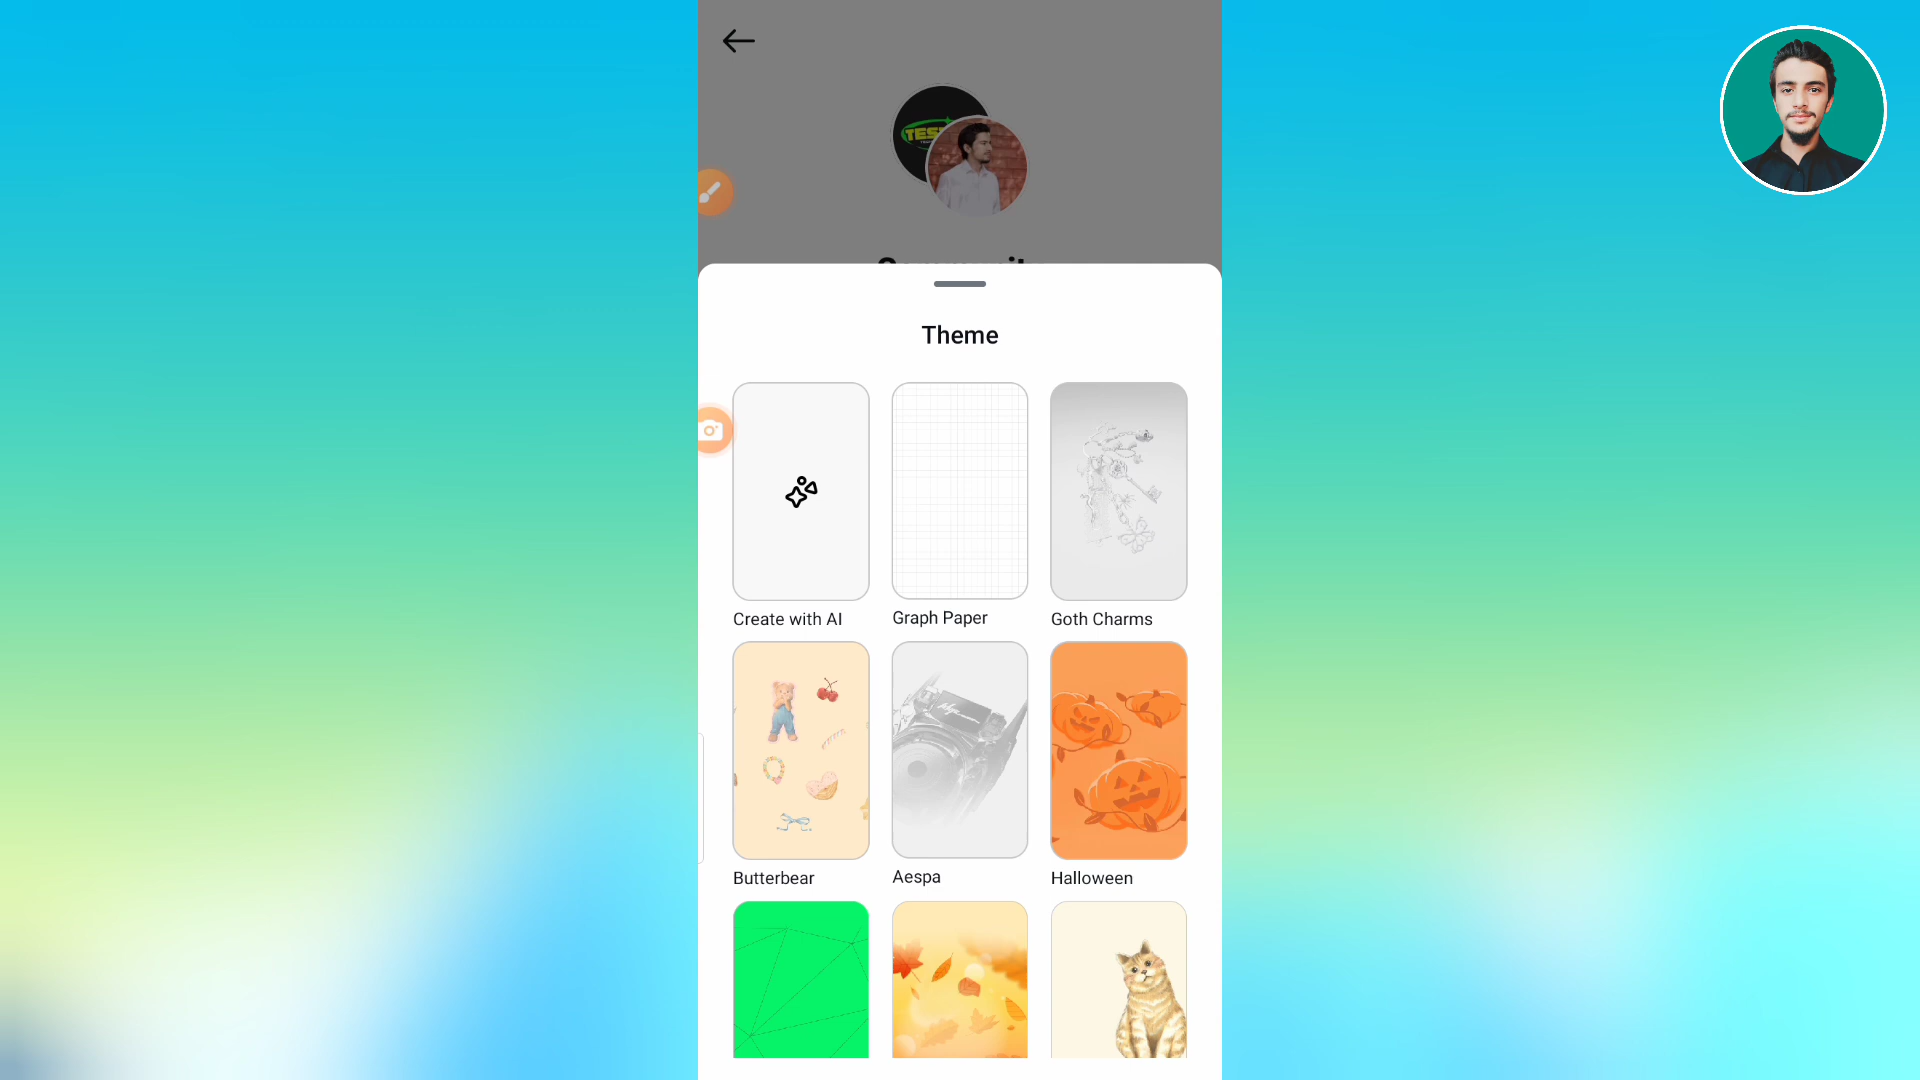 Theme
Create with AI
Graph Paper
Goth Charms
Butterbear
Aespa
Halloween